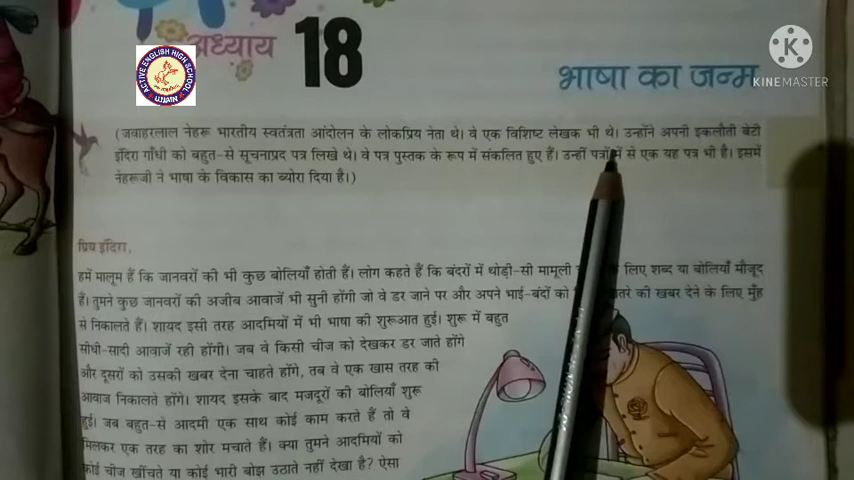 अध्याय 18
ACTIVE ENGLISH HIGH SCHOOL
UJJAIN
KINEMASTER
भाषा का जन्म
(जवाहरलाल नेहरू भारतीय स्वतंत्रता आंदोलन के लोकप्रिय नेता थे। वे एक विशिष्ट लेखक भी थे। उन्होंने अपनी इकलौती बेटी
इंदिरा गाँधी को बहुत-से सूचनाप्रद पत्र लिखे थे। वे पत्र पुस्तक के रूप में संकलित हुए हैं। उन्हीं पत्रों में से एक यह पत्र भी है। इसमें
नेहरूजी ने भाषा के विकास का ब्योरा दिया है।)
प्रिय इंदिरा,
हमें मालूम हैं कि जानवरों की भी कुछ बोलियाँ होती हैं। लोग कहते हैं कि बंदरों में थोड़ी-सी मामूली के लिए शब्द या बोलियाँ मौजूद
हैं। तुमने कुछ जानवरों की अजीब आवाजें भी सुनी होंगी जो वे डर जाने पर और अपने भाई-बंदों को की खबर देने के लिए मुँह
से निकालते हैं। शायद इसी तरह आदमियों में भी भाषा की शुरूआत हुई। शुरू में बहुत
सीधी-सादी आवाजें रही होंगी। जब वे किसी चीज को देखकर डर जाते होंगे
और दूसरों को उसकी खबर देना चाहते होंगे, तब वे एक खास तरह की
आवाज निकालते होंगे। शायद इसके बाद मजदूरों की बोलियाँ शुरू
हुई। जब बहुत-से आदमी एक साथ कोई काम करते हैं तो वे
मिलकर एक तरह का शोर मचाते हैं। क्या तुमने आदमियों को
कोई चीज खींचते या कोई भारी बोझ उठाते नहीं देखा है? ऐसा